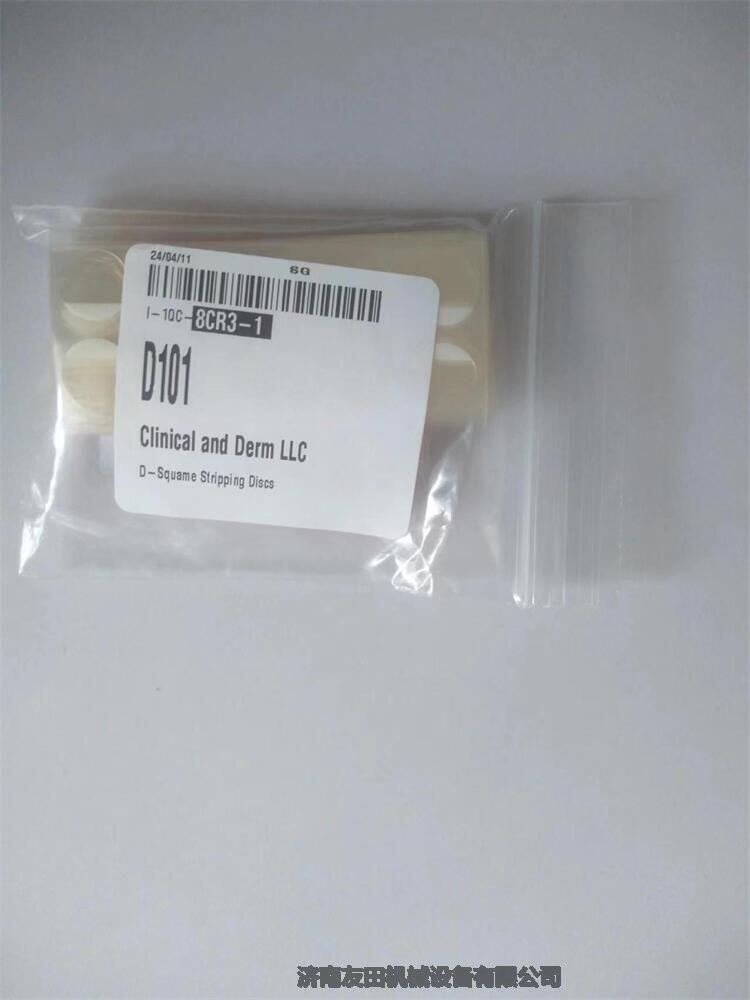 24/04/11
SG
I-1QC-8CR3-1
D101
Clinical and Derm LLC
D-Squame Stripping Discs
济南友田机械设备有限公司